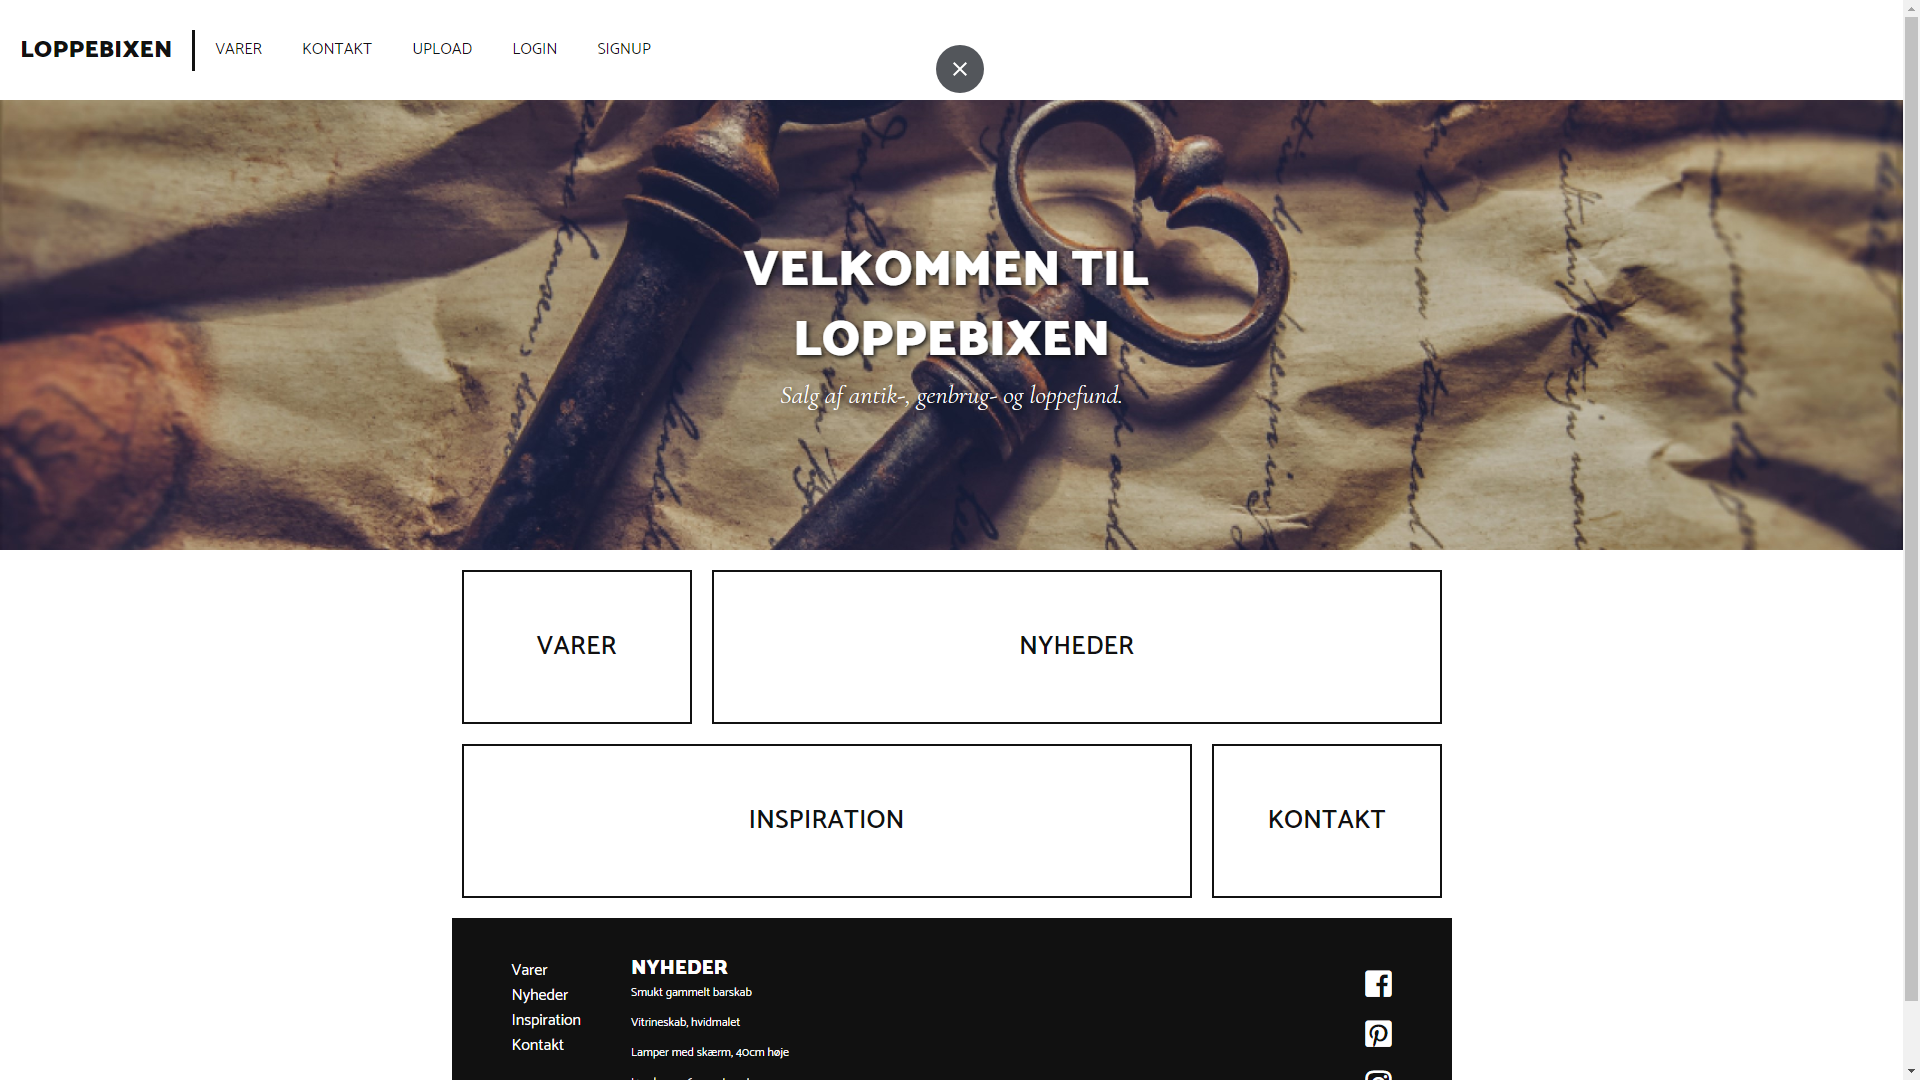 LOPPEBIXEN
VARER
KONTAKT
UPLOAD
LOGIN
SIGNUP
VELKOMMEN TIL
LOPPEBIXEN
Salg af antik-, genbrug- og loppefund.
VARER
NYHEDER
INSPIRATION
KONTAKT
Varer
Nyheder
Inspiration
Kontakt
NYHEDER
Smukt gammelt barskab
Vitrineskab, hvidmalet
Lamper med skærm, 40cm høje